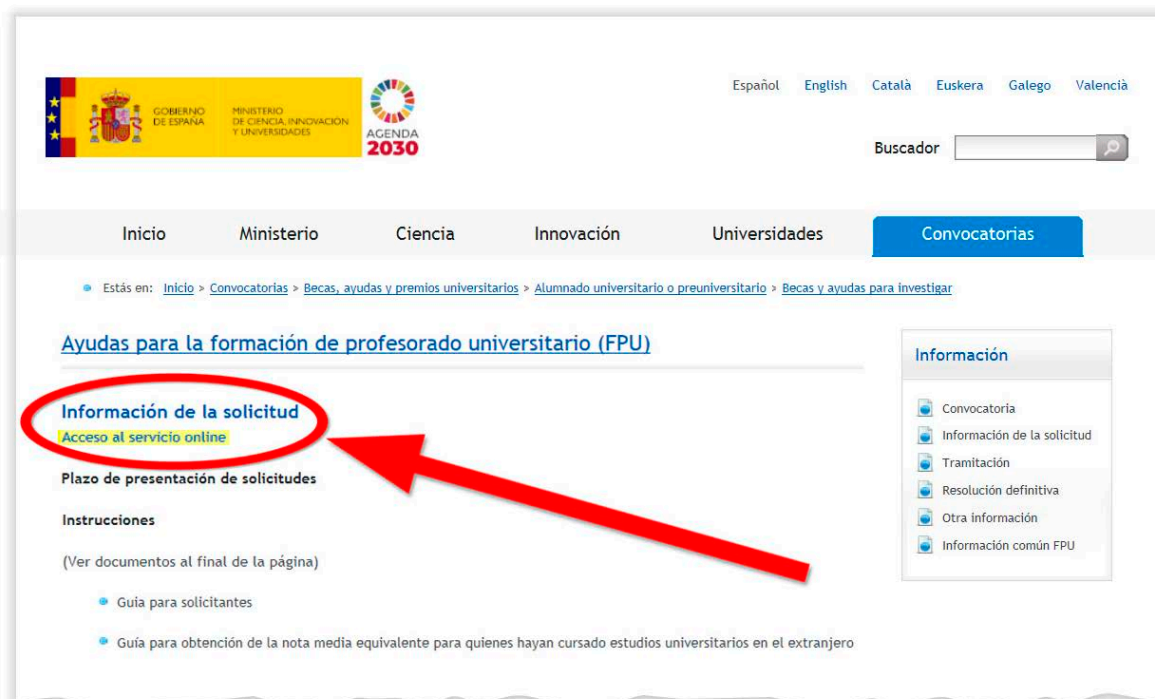 Español English Català Euskera Galego Valencià
GOBIERNO
DE ESPAÑA
MINISTERIO
DE CIENCIA, INNOVACIÓN
Y UNIVERSIDADES
AGENDA
2030
Buscador
Inicio Ministerio Ciencia Innovación Universidades Convocatorias
Estás en: Inicio > Convocatorias > Becas, ayudas y premios universitarios > Alumnado universitario o preuniversitario > Becas y ayudas para investigar
Ayudas para la formación de profesorado universitario (FPU)
Información de la solicitud
Acceso al servicio online
Plazo de presentación de solicitudes
Instrucciones
(Ver documentos al final de la página)
Guia para solicitantes
Guía para obtención de la nota media equivalente para quienes hayan cursado estudios universitarios en el extranjero
Información
Convocatoria
Información de la solicitud
Tramitación
Resolución definitiva
Otra información
Información común FPU